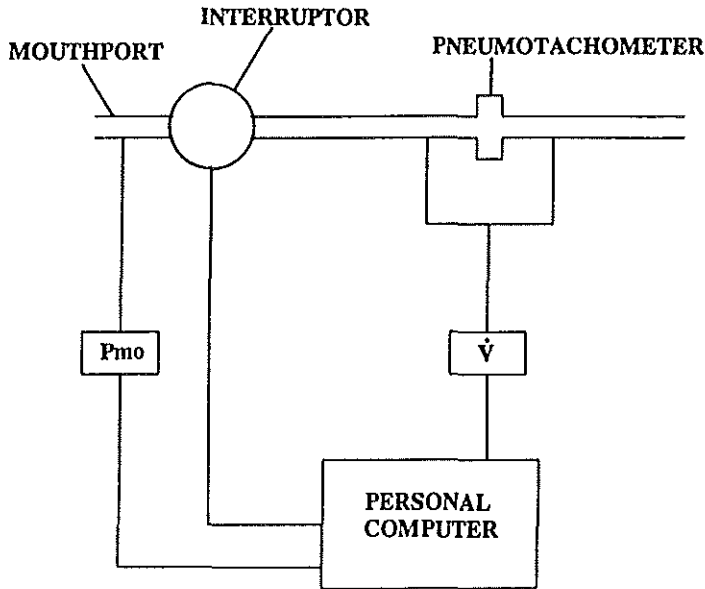 INTERRUPTOR
MOUTHPORT
PNEUMOTACHOMETER
Pmo
V̇
PERSONAL
COMPUTER